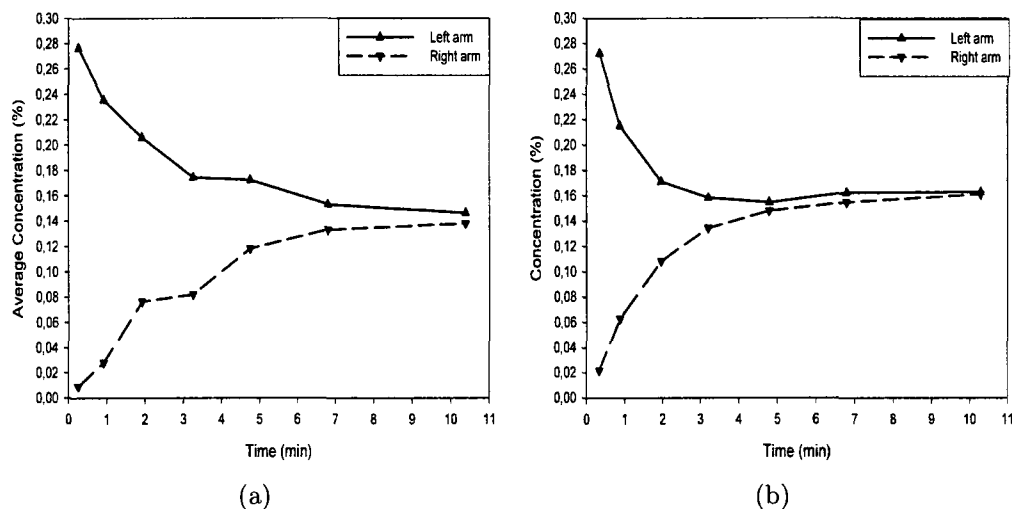 Average Concentration (%)
0,30
0,28
0,26
0,24
0,22
0,20
0,18
0,16
0,14
0,12
0,10
0,08
0,06
0,04
0,02
0,00
Left arm
Right arm
0 1 2 3 4 5 6 7 8 9 10 11
Time (min)
(a)
Concentration (%)
0,30
0,28
0,26
0,24
0,22
0,20
0,18
0,16
0,14
0,12
0,10
0,08
0,06
0,04
0,02
0,00
Left arm
Right arm
0 1 2 3 4 5 6 7 8 9 10 11
Time (min)
(b)